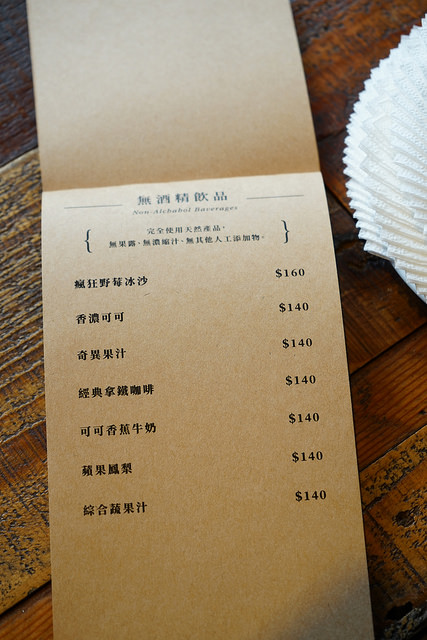 無酒精飲品
Non-Alchohol Baverages
{ 完全使用天然產品，
無果露、無濃縮汁、無其他人工添加物。 }
瘋狂野莓冰沙 $160
香濃可可 $140
奇異果汁 $140
經典拿鐵咖啡 $140
可可香蕉牛奶 $140
蘋果鳳梨 $140
綜合蔬果汁 $140